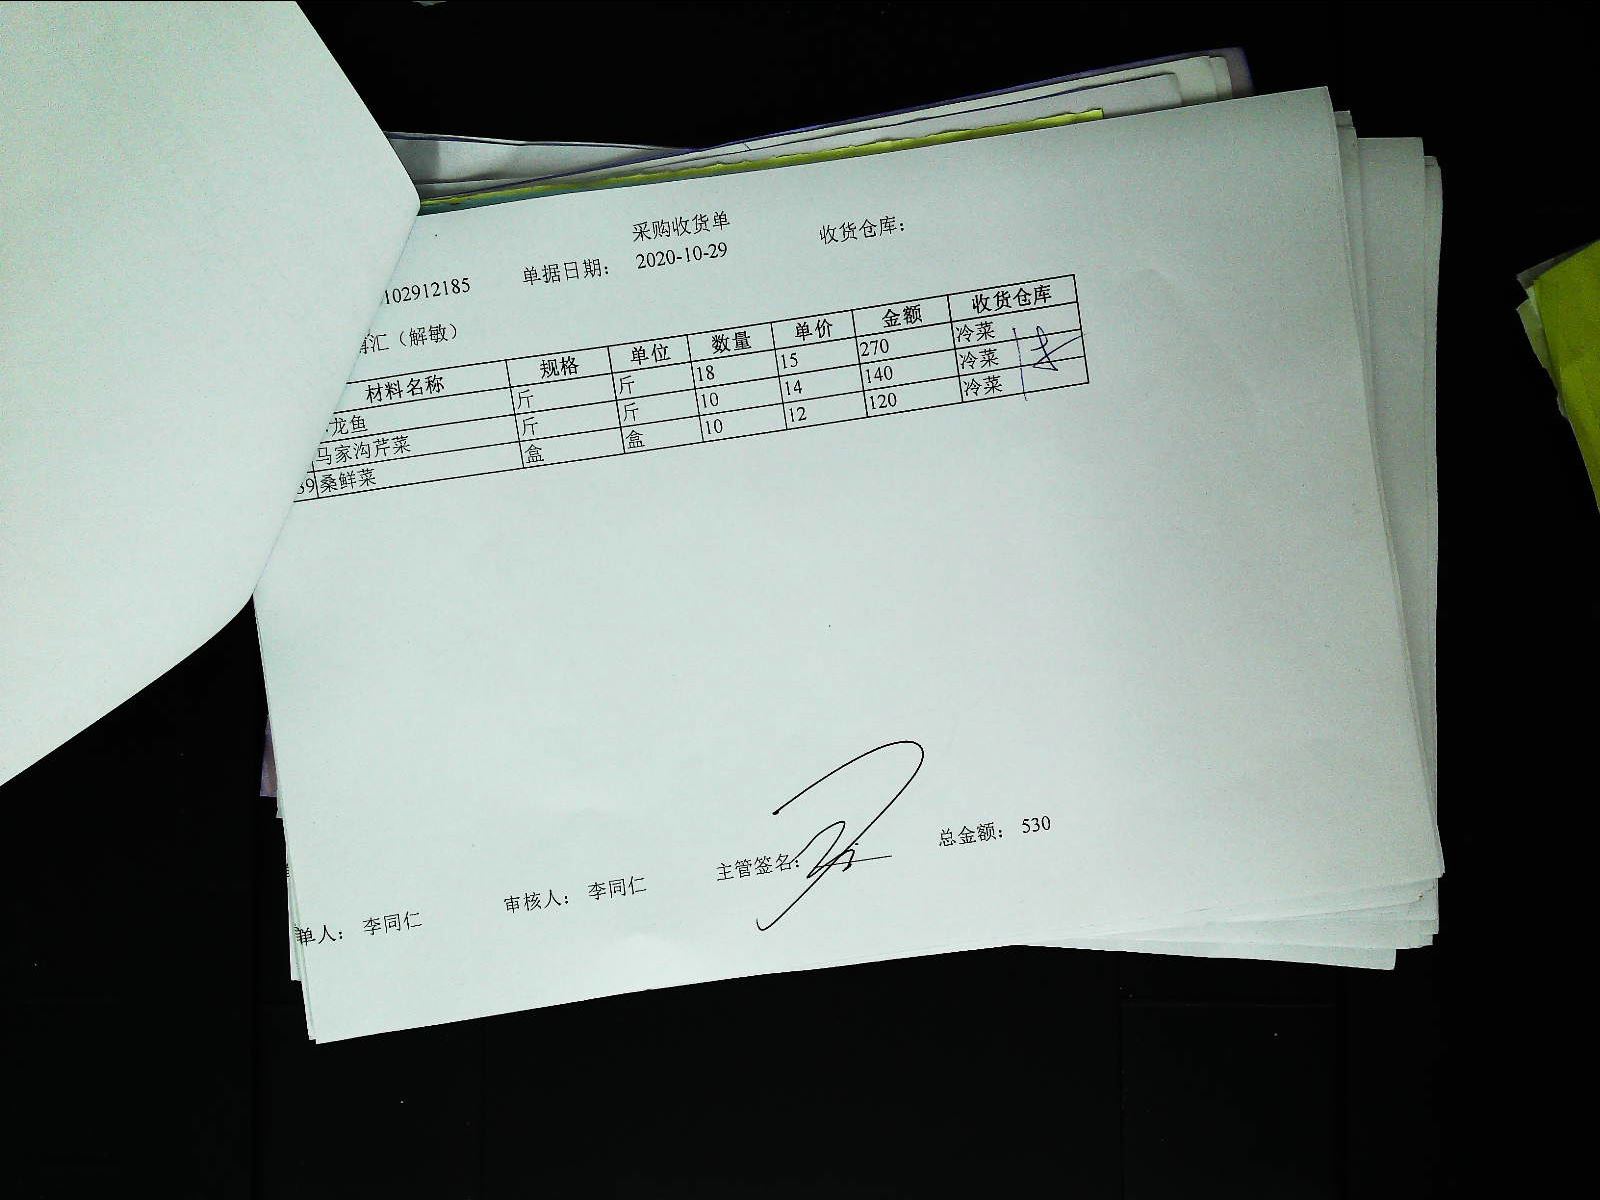 采购收货单
102912185 单据日期： 2020-10-29 收货仓库：
汇（解敏）
材料名称 规格 单位 数量 单价 金额 收货仓库
龙鱼 斤 斤 18 15 270 冷菜
马家沟芹菜 斤 斤 10 14 140 冷菜
39 桑鲜菜 盒 盒 10 12 120 冷菜
单人： 李同仁 审核人： 李同仁 主管签名： 总金额： 530